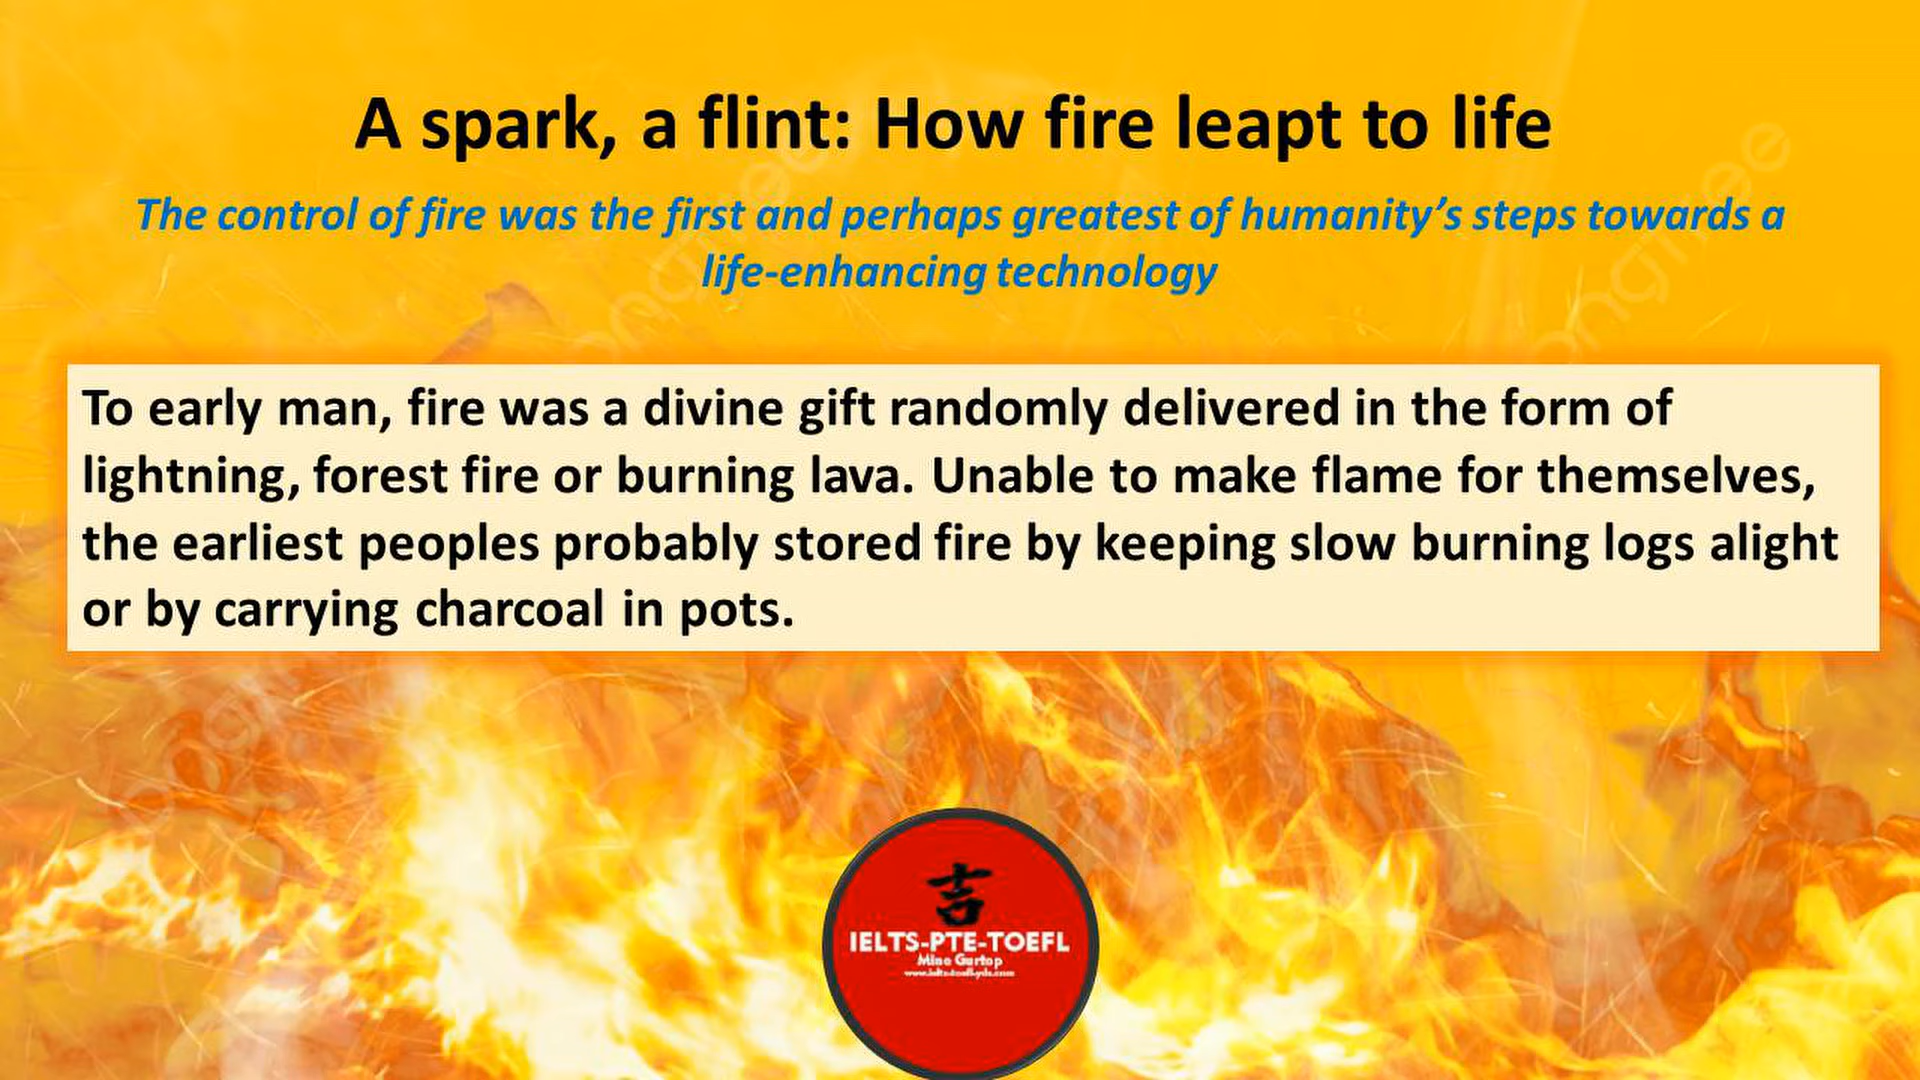 A spark, a flint: How fire leapt to life
The control of fire was the first and perhaps greatest of humanity's steps towards a
life-enhancing technology
To early man, fire was a divine gift randomly delivered in the form of
lightning, forest fire or burning lava. Unable to make flame for themselves,
the earliest peoples probably stored fire by keeping slow burning logs alight
or by carrying charcoal in pots.
吉
IELTS-PTE-TOEFL
Mine Gurtop